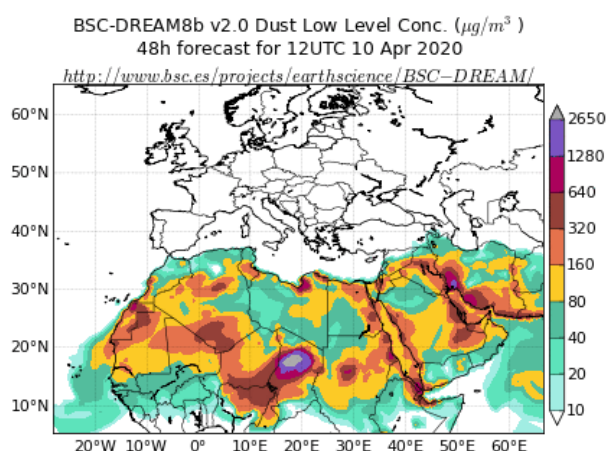 BSC-DREAM8b v2.0 Dust Low Level Conc. (μg/m³ )
48h forecast for 12UTC 10 Apr 2020
http://www.bsc.es/projects/earthscience/BSC−DREAM/
60°N
50°N
40°N
30°N
20°N
10°N
20°W
10°W
0°
10°E
20°E
30°E
40°E
50°E
60°E
2650
1280
640
320
160
80
40
20
10